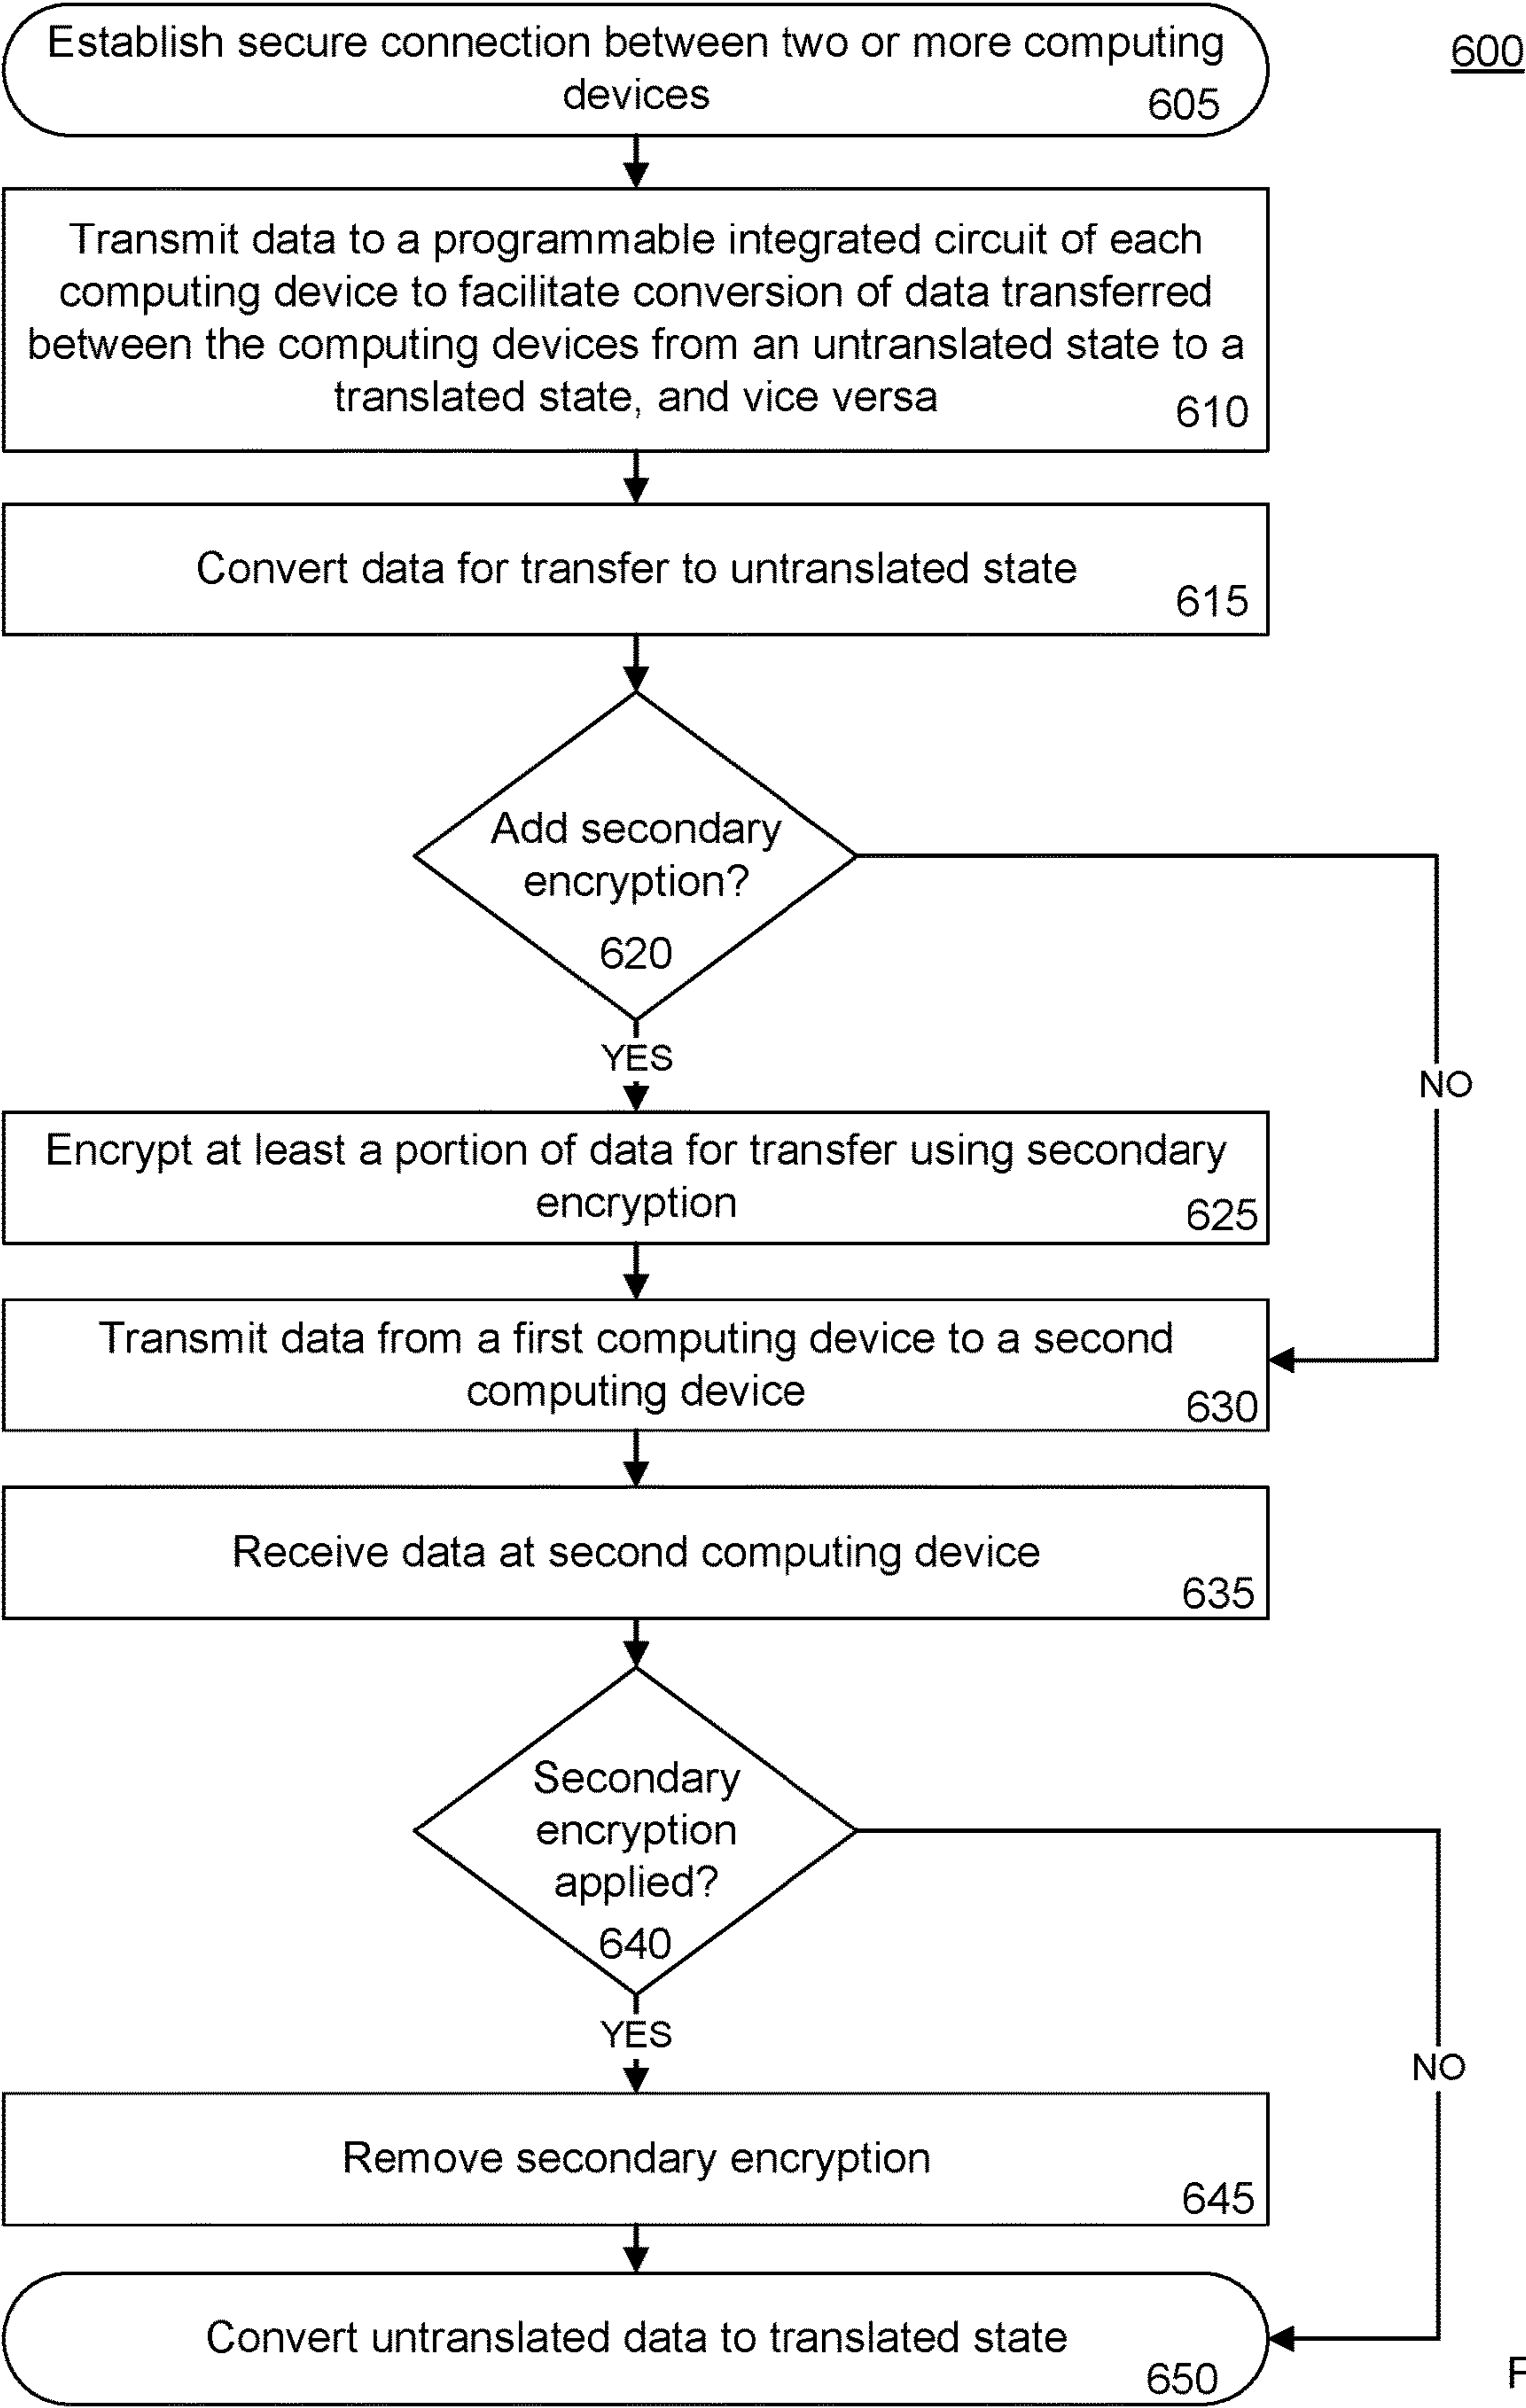 600
Establish secure connection between two or more computing
devices
605
Transmit data to a programmable integrated circuit of each
computing device to facilitate conversion of data transferred
between the computing devices from an untranslated state to a
translated state, and vice versa
610
Convert data for transfer to untranslated state
615
Add secondary
encryption?
620
YES
NO
Encrypt at least a portion of data for transfer using secondary
encryption
625
Transmit data from a first computing device to a second
computing device
630
Receive data at second computing device
635
Secondary
encryption
applied?
640
YES
NO
Remove secondary encryption
645
Convert untranslated data to translated state
650